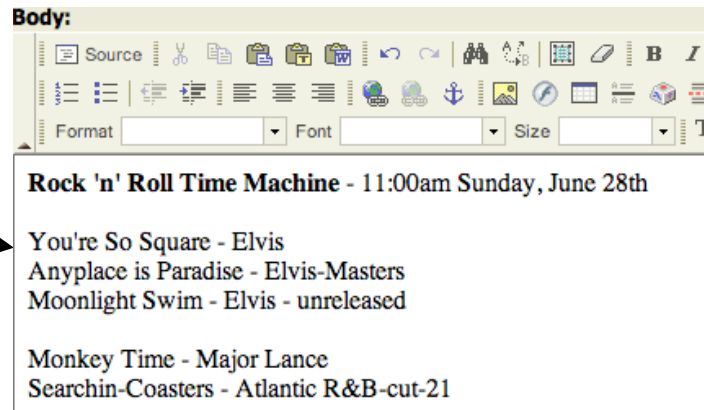 Body:
Source B I
Format Font Size
Rock 'n' Roll Time Machine - 11:00am Sunday, June 28th
You're So Square - Elvis
Anyplace is Paradise - Elvis-Masters
Moonlight Swim - Elvis - unreleased
Monkey Time - Major Lance
Searchin-Coasters - Atlantic R&B-cut-21